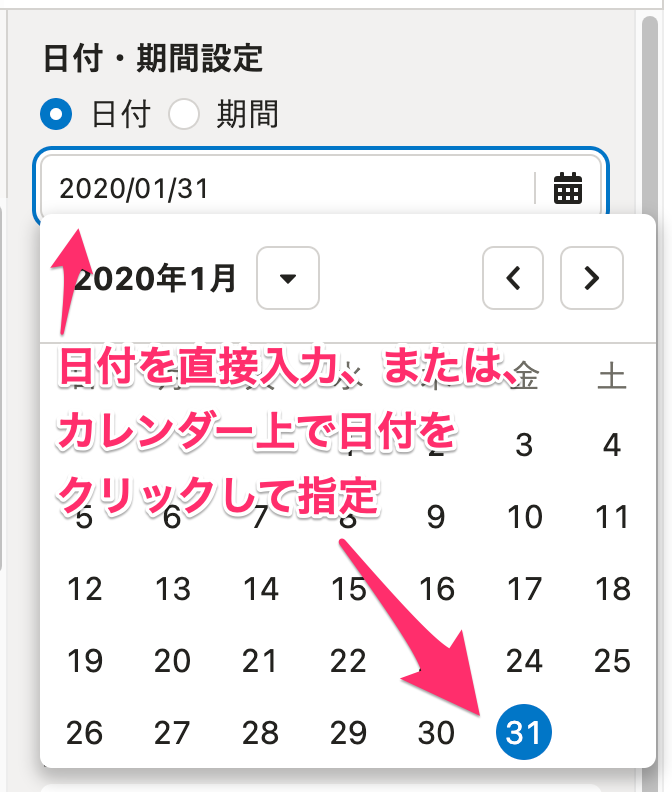 日付・期間設定
日付 期間
2020/01/31
2020年1月
日付を直接入力、または、
金 土
カレンダー上で日付を
2 3 4
クリックして指定
5 6 7 8 9 10 11
12 13 14 15 16 17 18
19 20 21 22 24 25
26 27 28 29 30 31